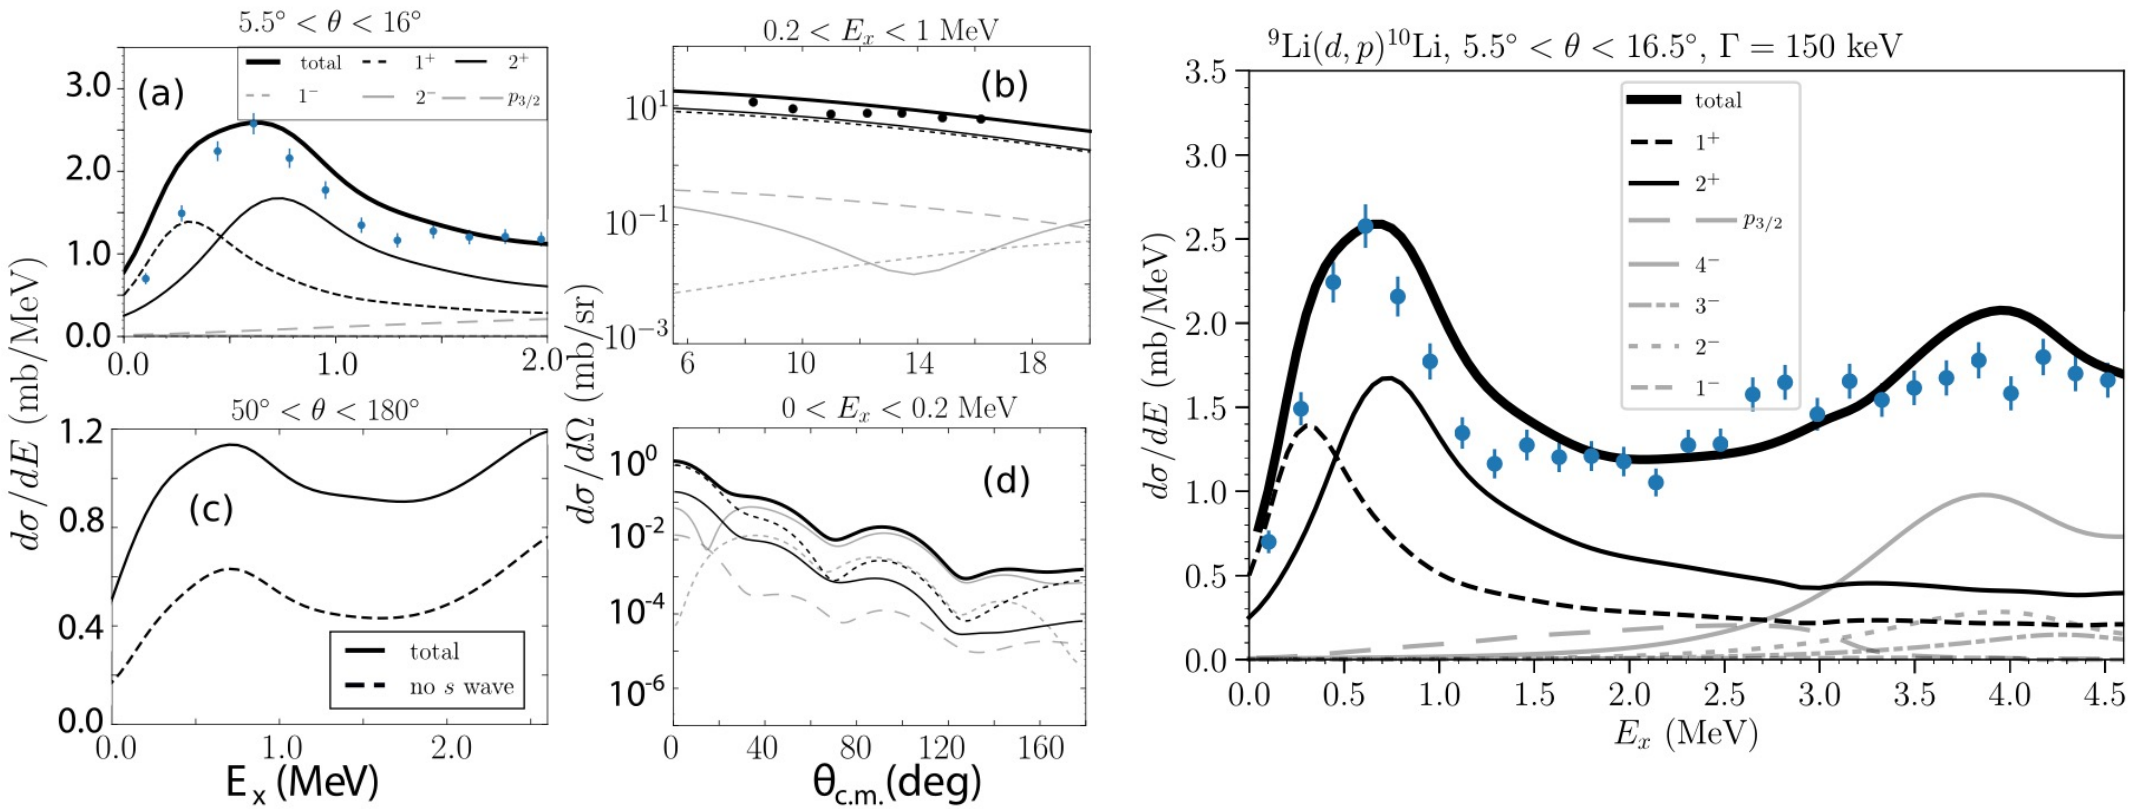 5.5° < θ < 16°
(a)
total 1⁺ 2⁺
1⁻ 2⁻ p₃/₂
3.0
2.0
1.0
0.0
0.0 1.0 2.0
0.2 < Eₓ < 1 MeV
(b)
10¹
10⁻¹
10⁻³
6 10 14 18
50° < θ < 180°
(c)
1.2
0.8
0.4
0.0
total
no s wave
0.0 1.0 2.0
Eₓ (MeV)
dσ/dE (mb/MeV)
0 < Eₓ < 0.2 MeV
(d)
10⁰
10⁻²
10⁻⁴
10⁻⁶
0 40 80 120 160
θc.m.(deg)
dσ/dΩ (mb/sr)
⁹Li(d, p)¹⁰Li, 5.5° < θ < 16.5°, Γ = 150 keV
total
1⁺
2⁺
p₃/₂
4⁻
3⁻
2⁻
1⁻
3.5
3.0
2.5
2.0
1.5
1.0
0.5
0.0
0.0 0.5 1.0 1.5 2.0 2.5 3.0 3.5 4.0 4.5
Eₓ (MeV)
dσ/dE (mb/MeV)